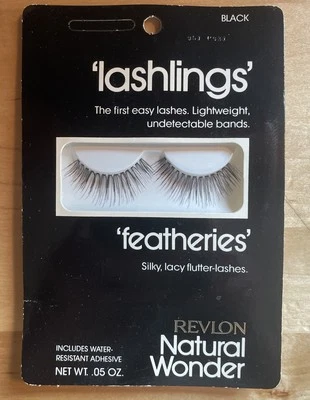 BLACK
'lashlings'
The first easy lashes. Lightweight,
undetectable bands.
'featheries'
Silky, lacy flutter-lashes.
REVLON
Natural
Wonder
INCLUDES WATER-
RESISTANT ADHESIVE
NET WT. .05 OZ.